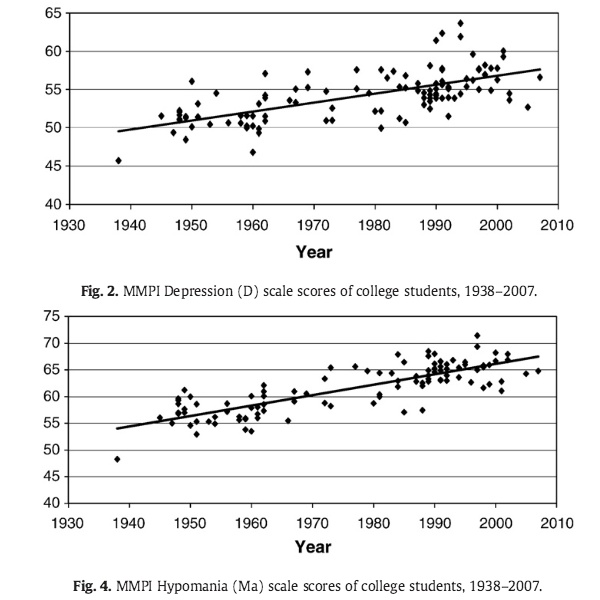 65
60
55
50
45
40
1930 1940 1950 1960 1970 1980 1990 2000 2010
Year
Fig. 2. MMPI Depression (D) scale scores of college students, 1938–2007.
75
70
65
60
55
50
45
40
1930 1940 1950 1960 1970 1980 1990 2000 2010
Year
Fig. 4. MMPI Hypomania (Ma) scale scores of college students, 1938–2007.